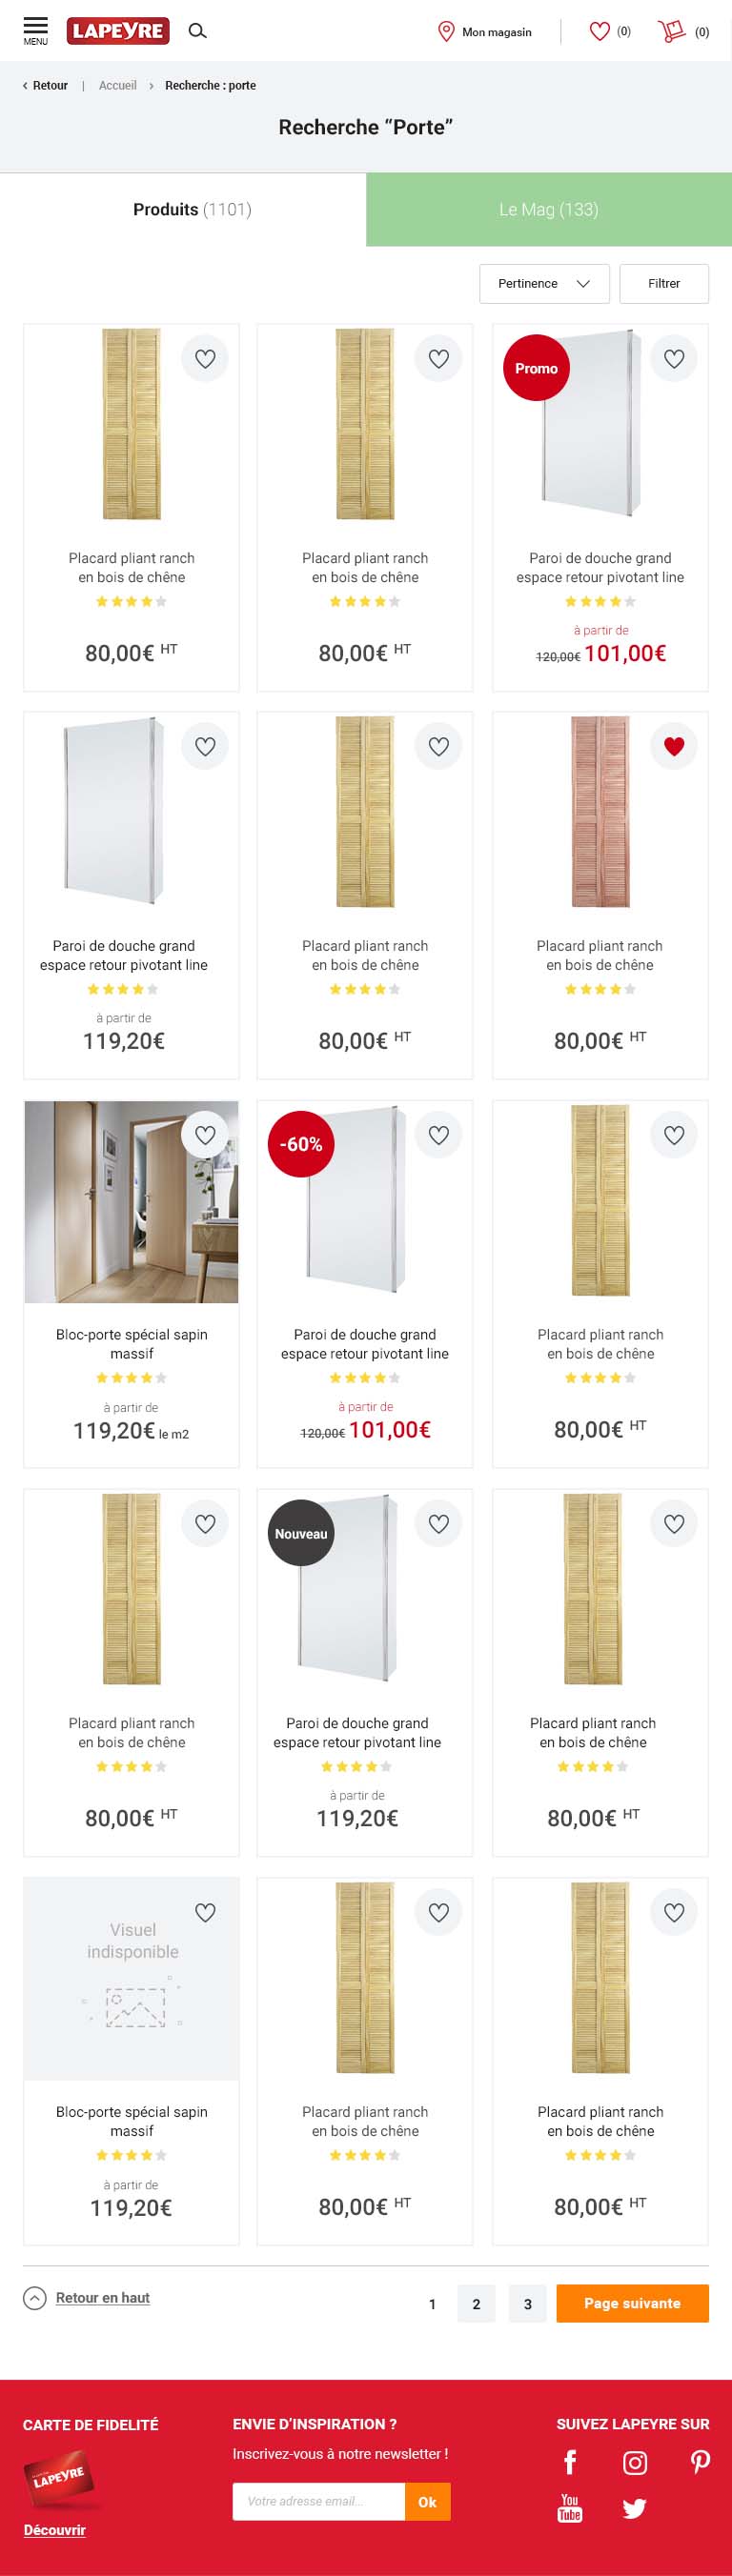 MENU
LAPEYRE
Mon magasin
(0)
(0)
Retour | Accueil > Recherche : porte
Recherche “Porte”
Produits (1101)
Le Mag (133)
Pertinence
Filtrer
Placard pliant ranch
en bois de chêne
80,00€ HT
Placard pliant ranch
en bois de chêne
80,00€ HT
Promo
Paroi de douche grand
espace retour pivotant line
à partir de
120,00€ 101,00€
Paroi de douche grand
espace retour pivotant line
à partir de
119,20€
Placard pliant ranch
en bois de chêne
80,00€ HT
Placard pliant ranch
en bois de chêne
80,00€ HT
Bloc-porte spécial sapin
massif
à partir de
119,20€ le m2
-60%
Paroi de douche grand
espace retour pivotant line
à partir de
120,00€ 101,00€
Placard pliant ranch
en bois de chêne
80,00€ HT
Placard pliant ranch
en bois de chêne
80,00€ HT
Nouveau
Paroi de douche grand
espace retour pivotant line
à partir de
119,20€
Placard pliant ranch
en bois de chêne
80,00€ HT
Visuel
indisponible
Bloc-porte spécial sapin
massif
à partir de
119,20€
Placard pliant ranch
en bois de chêne
80,00€ HT
Placard pliant ranch
en bois de chêne
80,00€ HT
Retour en haut
1 2 3 Page suivante
CARTE DE FIDELITÉ
LAPEYRE
Découvrir
ENVIE D’INSPIRATION ?
Inscrivez-vous à notre newsletter !
Votre adresse email...
Ok
SUIVEZ LAPEYRE SUR
You
Tube